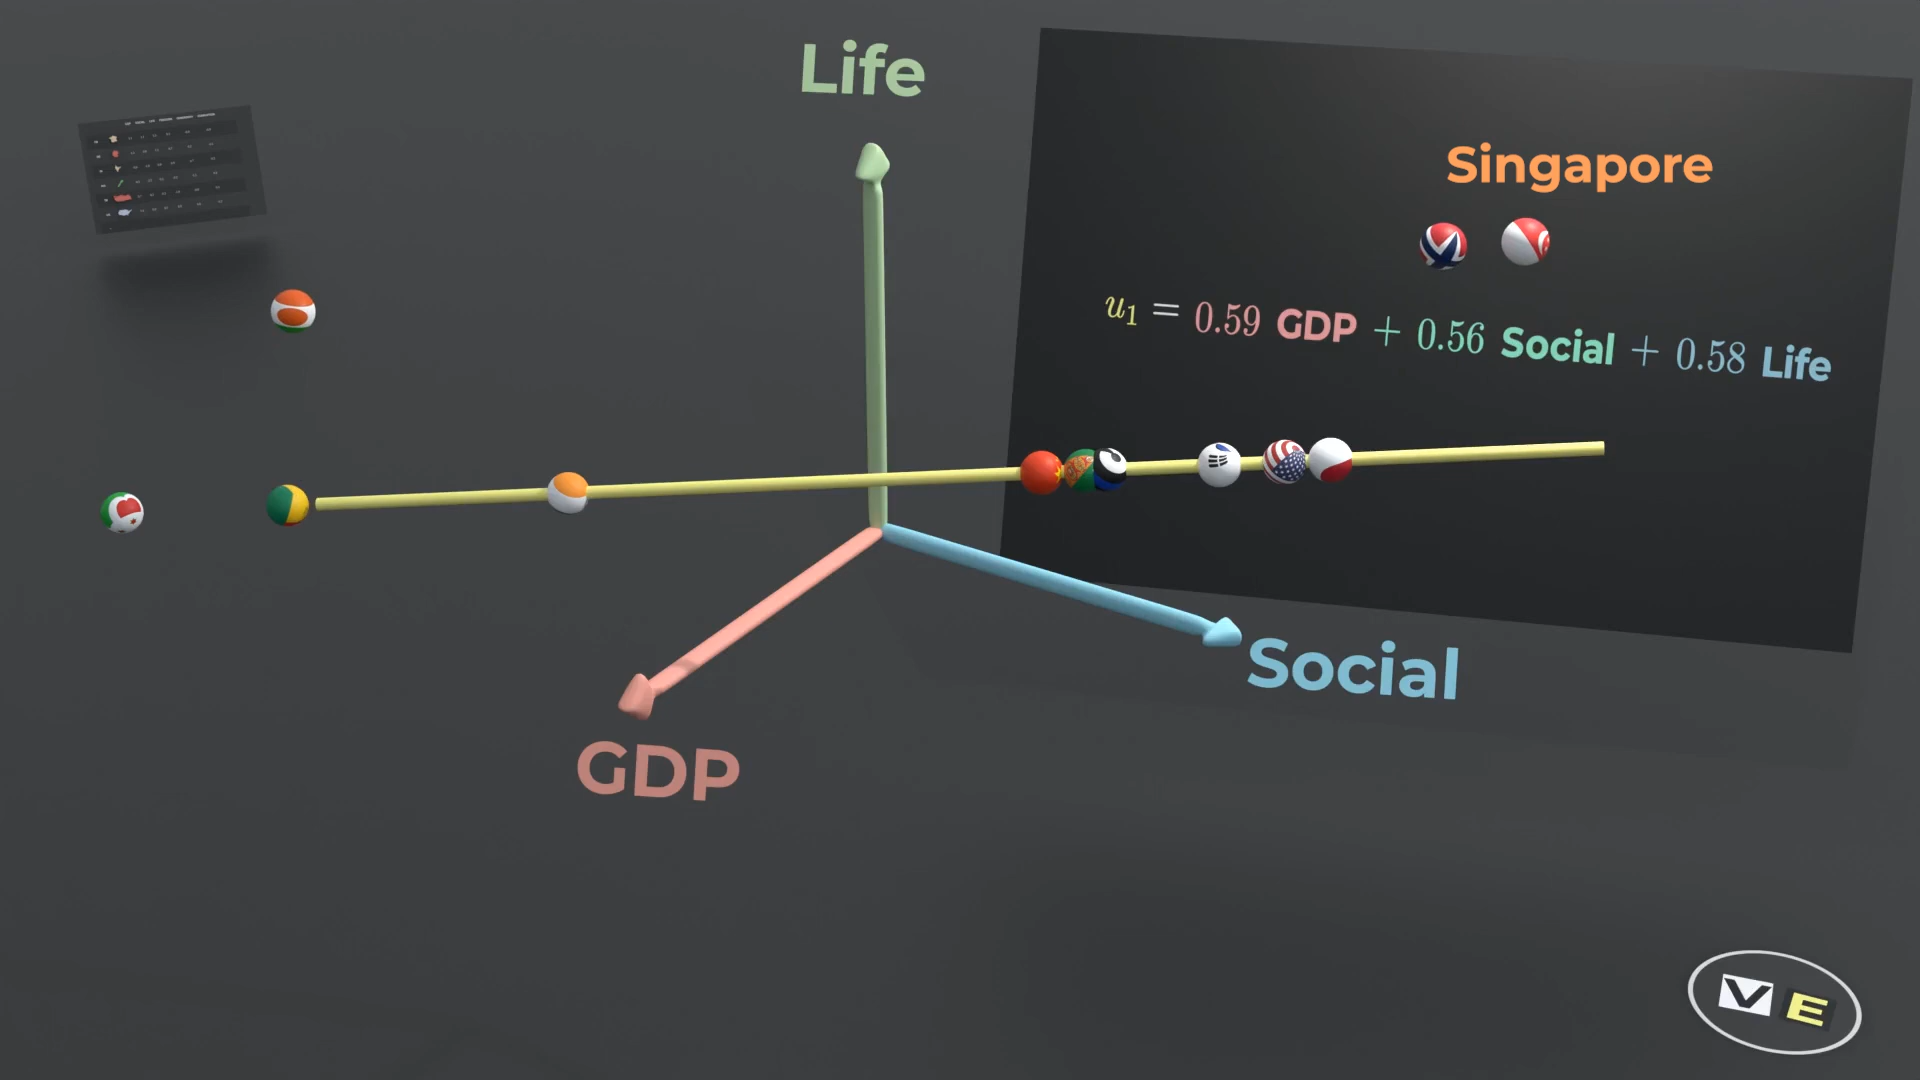 Life
Singapore
u₁ = 0.59 GDP + 0.56 Social + 0.58 Life
Social
GDP
VE